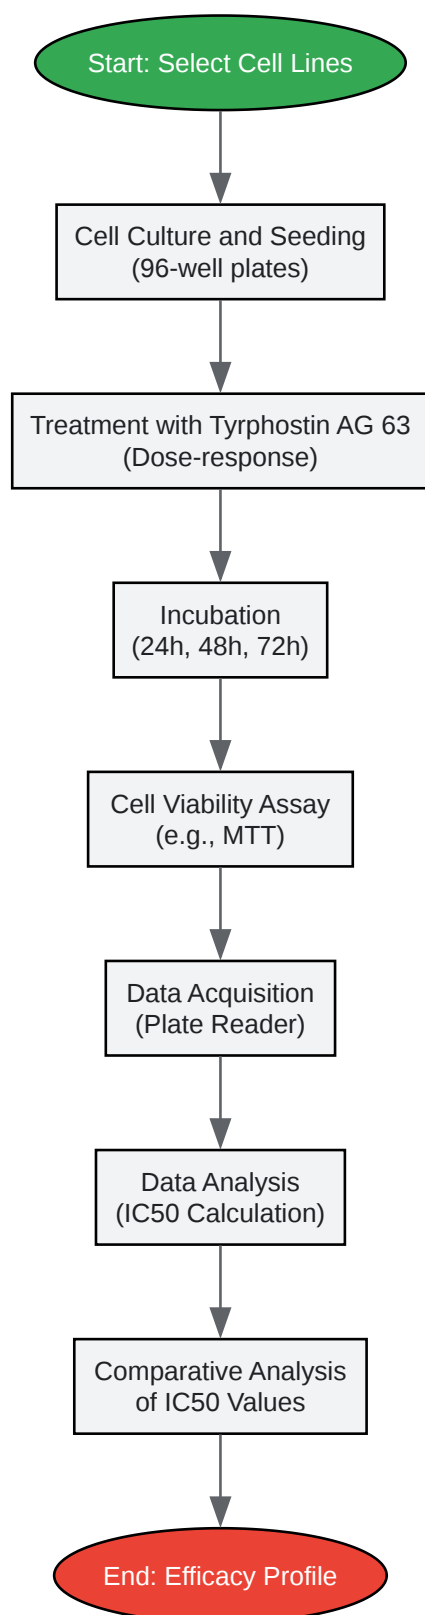 Start: Select Cell Lines
Cell Culture and Seeding
(96-well plates)
Treatment with Tyrphostin AG 63
(Dose-response)
Incubation
(24h, 48h, 72h)
Cell Viability Assay
(e.g., MTT)
Data Acquisition
(Plate Reader)
Data Analysis
(IC50 Calculation)
Comparative Analysis
of IC50 Values
End: Efficacy Profile